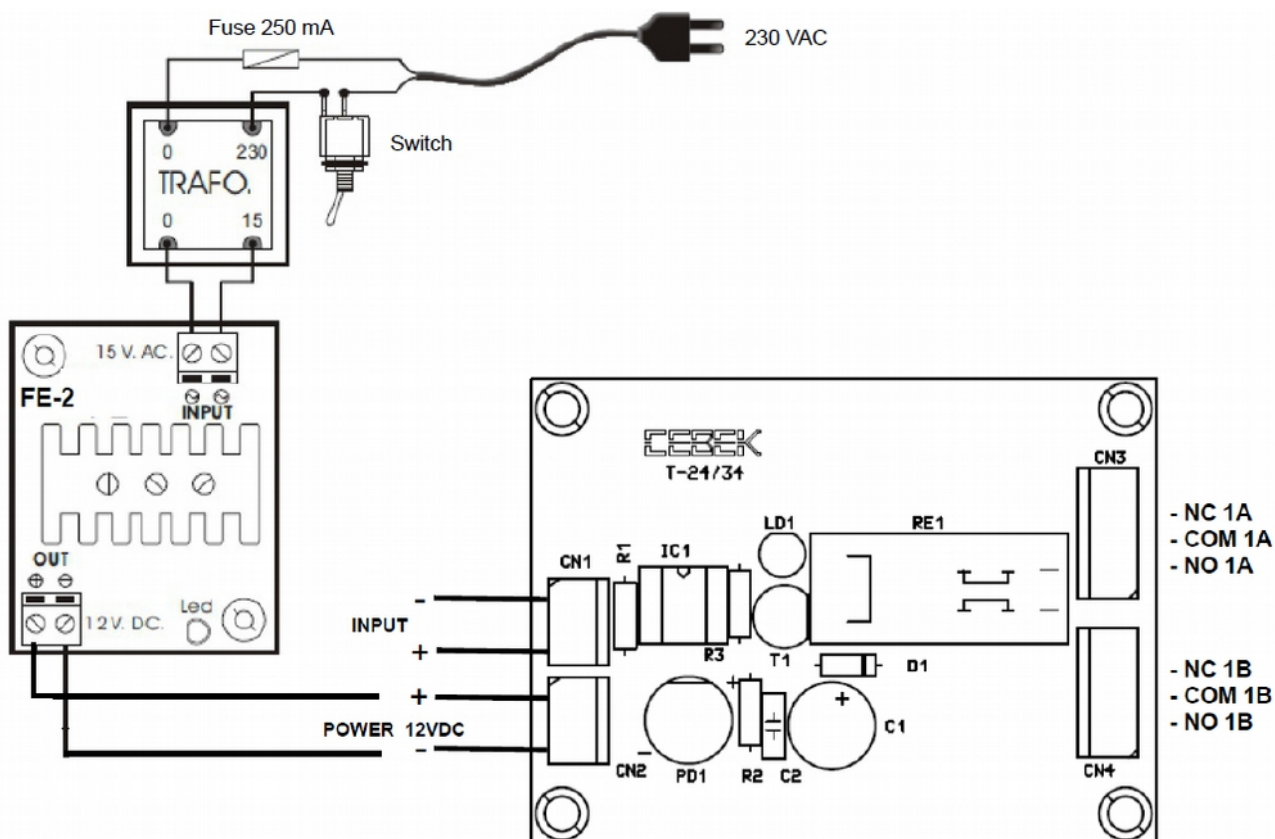 Fuse 250 mA
230 VAC
Switch
0 230
TRAFO.
0 15
15 V. AC.
FE-2
INPUT
OUT
+ -
12V. DC.
Led
CEBEK
T-24/34
CN3
- NC 1A
- COM 1A
- NO 1A
LD1
RE1
R1
IC1
CN1
-
INPUT
+
R3
T1
D1
+
POWER 12VDC
-
+
+
C1
-
CN2
PD1
R2
C2
- NC 1B
- COM 1B
- NO 1B
CN4